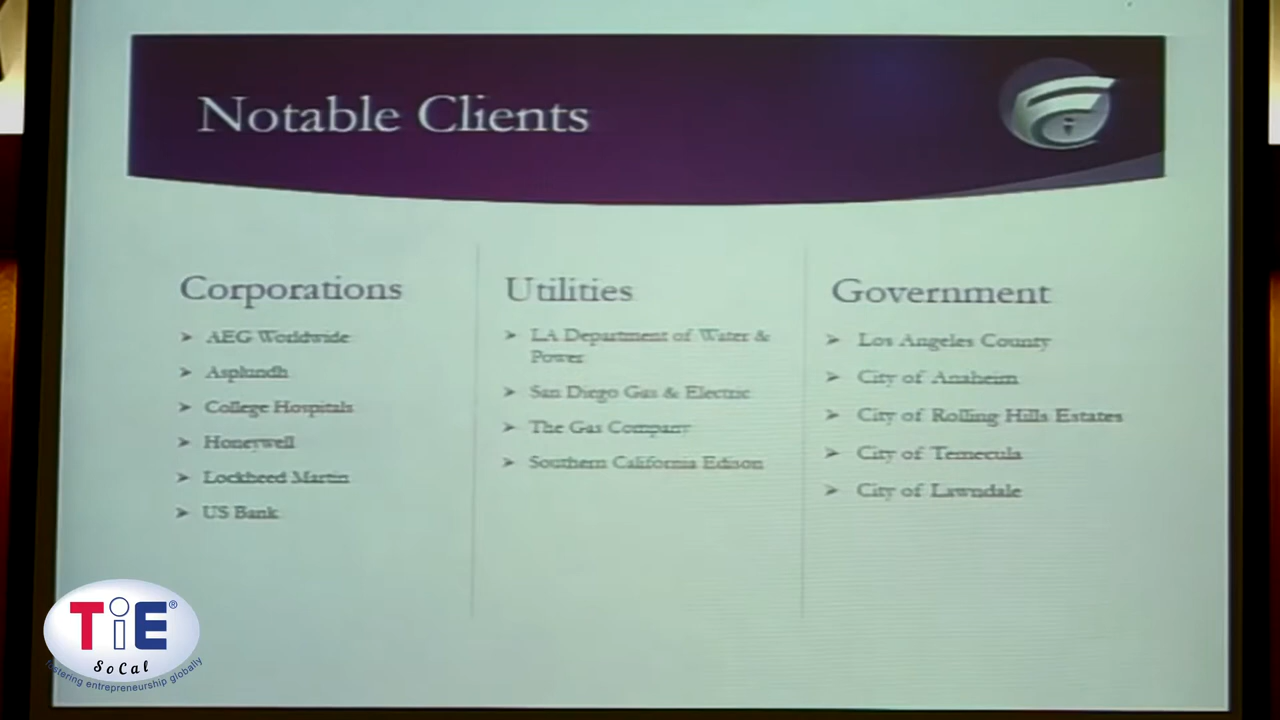 Notable Clients
Corporations
AEG Worldwide
Asplundh
College Hospitals
Honeywell
Lockheed Martin
US Bank
Utilities
LA Department of Water &
Power
San Diego Gas & Electric
The Gas Company
Southern California Edison
Government
Los Angeles County
City of Anaheim
City of Rolling Hills Estates
City of Temecula
City of Lawndale
TiE®
SoCal
fostering entrepreneurship globally